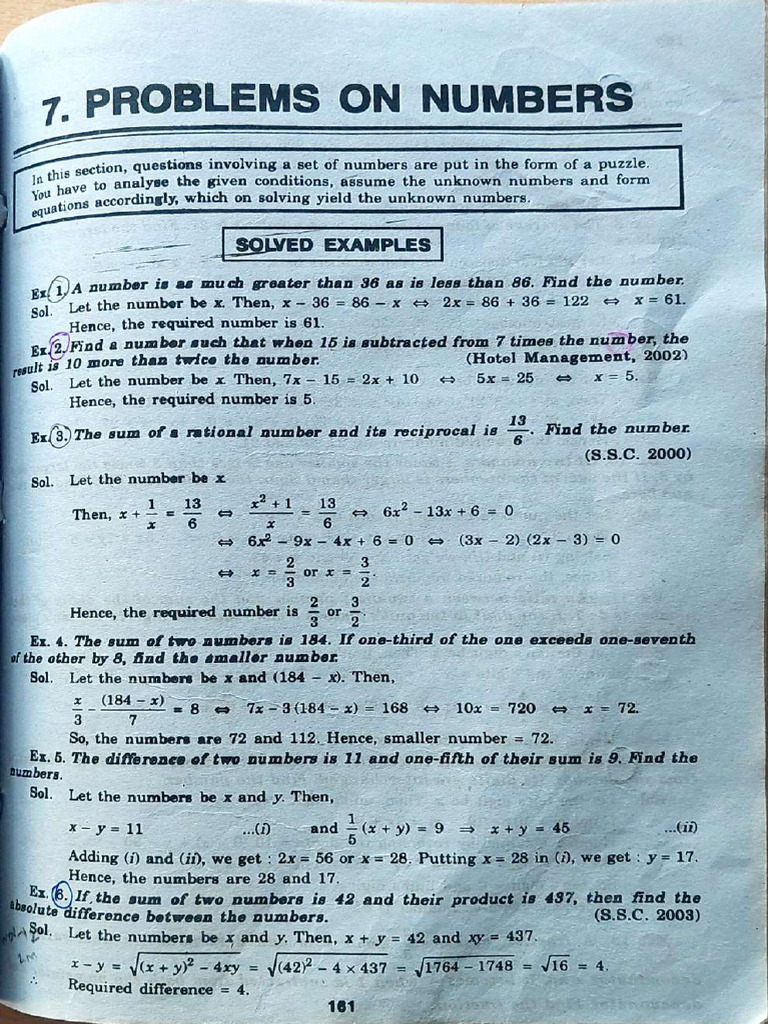 7. PROBLEMS ON NUMBERS
In this section, questions involving a set of numbers are put in the form of a puzzle.
You have to analyse the given conditions, assume the unknown numbers and form
equations accordingly, which on solving yield the unknown numbers.
SOLVED EXAMPLES
Ex. 1. A number is as much greater than 36 as is less than 86. Find the number.
Sol. Let the number be x. Then, x – 36 = 86 – x ⇔ 2x = 86 + 36 = 122 ⇔ x = 61.
Hence, the required number is 61.
Ex. 2. Find a number such that when 15 is subtracted from 7 times the number, the
result is 10 more than twice the number. (Hotel Management, 2002)
Sol. Let the number be x. Then, 7x – 15 = 2x + 10 ⇔ 5x = 25 ⇔ x = 5.
Hence, the required number is 5.
Ex. 3. The sum of a rational number and its reciprocal is 13/6. Find the number.
(S.S.C. 2000)
Sol. Let the number be x
Then, x + 1/x = 13/6 ⇔ (x² + 1)/x = 13/6 ⇔ 6x² – 13x + 6 = 0
⇔ 6x² – 9x – 4x + 6 = 0 ⇔ (3x – 2) (2x – 3) = 0
⇔ x = 2/3 or x = 3/2.
Hence, the required number is 2/3 or 3/2.
Ex. 4. The sum of two numbers is 184. If one-third of the one exceeds one-seventh
of the other by 8, find the smaller number.
Sol. Let the numbers be x and (184 – x). Then,
x/3 – (184 – x)/7 = 8 ⇔ 7x – 3(184 – x) = 168 ⇔ 10x = 720 ⇔ x = 72.
So, the numbers are 72 and 112. Hence, smaller number = 72.
Ex. 5. The difference of two numbers is 11 and one-fifth of their sum is 9. Find the
numbers.
Sol. Let the numbers be x and y. Then,
x – y = 11 ...(i) and 1/5 (x + y) = 9 ⇒ x + y = 45 ...(ii)
Adding (i) and (ii), we get : 2x = 56 or x = 28. Putting x = 28 in (i), we get : y = 17.
Hence, the numbers are 28 and 17.
Ex. 6. If the sum of two numbers is 42 and their product is 437, then find the
absolute difference between the numbers. (S.S.C. 2003)
Sol. Let the numbers be x and y. Then, x + y = 42 and xy = 437.
x – y = √((x + y)² – 4xy) = √((42)² – 4 × 437) = √(1764 – 1748) = √16 = 4.
∴ Required difference = 4.
161